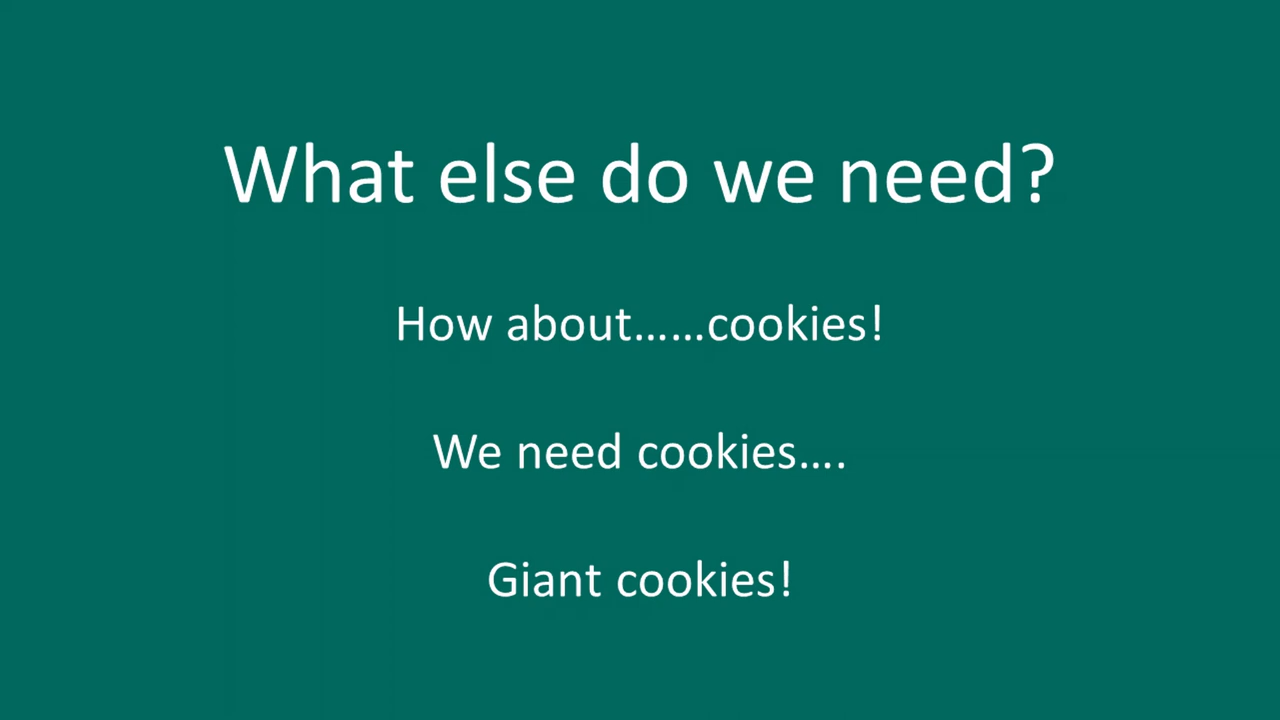 What else do we need?
How about……cookies!
We need cookies….
Giant cookies!